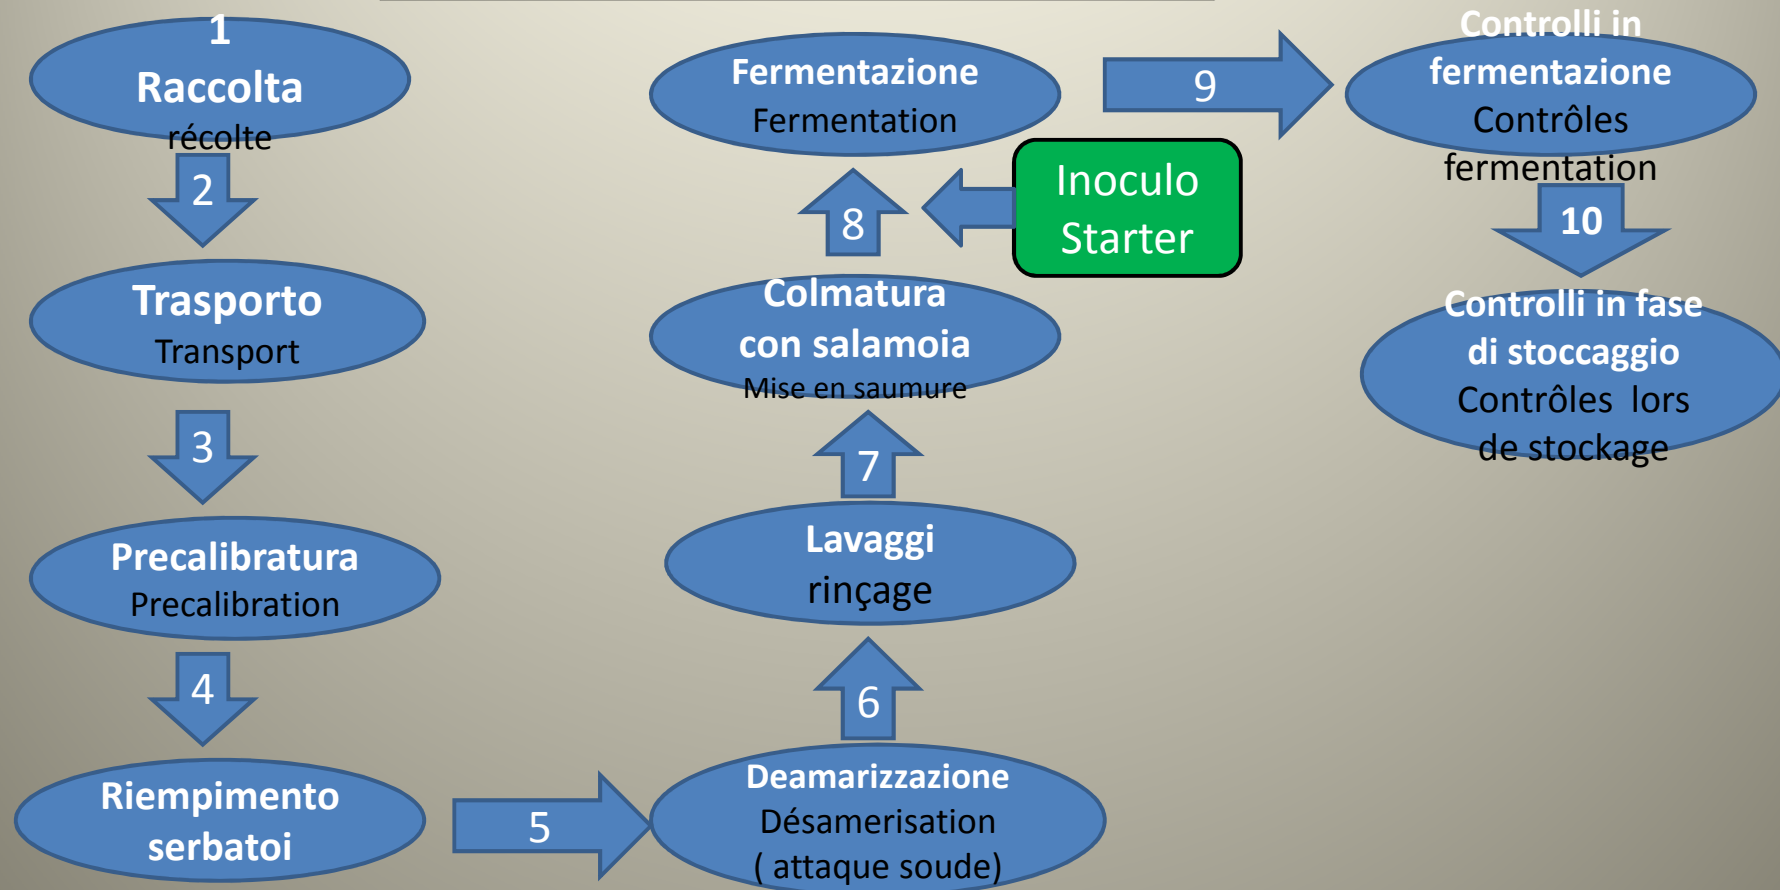 1
Raccolta
récolte
2
Trasporto
Transport
3
Precalibratura
Precalibration
4
Riempimento
serbatoi
5
Deamarizzazione
Désamerisation
( attaque soude)
6
Lavaggi
rinçage
7
Colmatura
con salamoia
Mise en saumure
8
Inoculo
Starter
Fermentazione
Fermentation
9
Controlli in
fermentazione
Contrôles
fermentation
10
Controlli in fase
di stoccaggio
Contrôles lors
de stockage